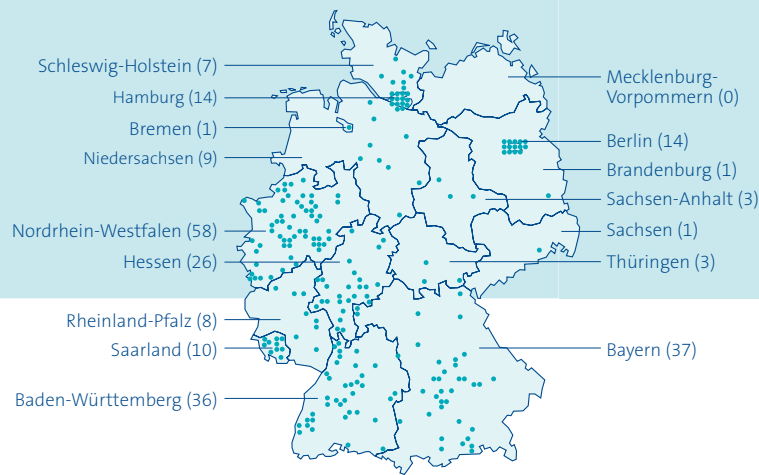 Schleswig-Holstein (7)
Hamburg (14)
Bremen (1)
Niedersachsen (9)
Nordrhein-Westfalen (58)
Hessen (26)
Rheinland-Pfalz (8)
Saarland (10)
Baden-Württemberg (36)
Mecklenburg-
Vorpommern (0)
Berlin (14)
Brandenburg (1)
Sachsen-Anhalt (3)
Sachsen (1)
Thüringen (3)
Bayern (37)